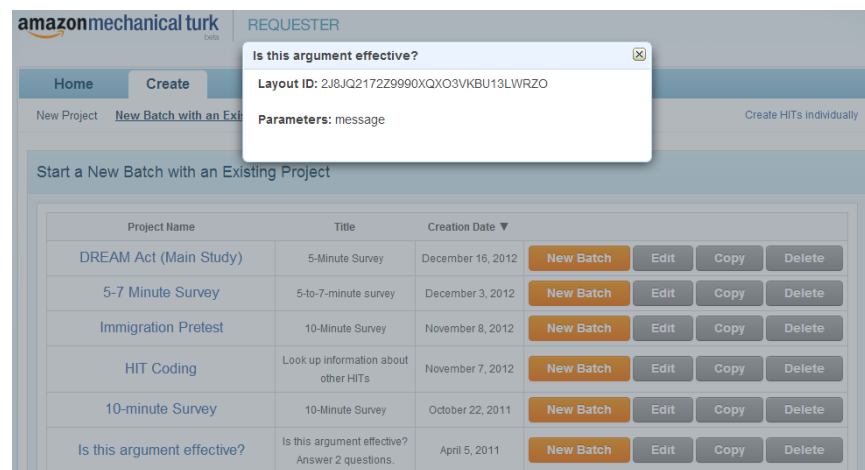 amazonmechanical turk
beta
REQUESTER
Is this argument effective?
Layout ID: 2J8JQ2172Z9990XQXO3VKBU13LWRZO
Parameters: message
Home Create
New Project New Batch with an Exi Create HITs individually
Start a New Batch with an Existing Project
Project Name Title Creation Date ▼
DREAM Act (Main Study) 5-Minute Survey December 16, 2012 New Batch Edit Copy Delete
5-7 Minute Survey 5-to-7-minute survey December 3, 2012 New Batch Edit Copy Delete
Immigration Pretest 10-Minute Survey November 8, 2012 New Batch Edit Copy Delete
HIT Coding Look up information about other HITs November 7, 2012 New Batch Edit Copy Delete
10-minute Survey 10-Minute Survey October 22, 2011 New Batch Edit Copy Delete
Is this argument effective? Is this argument effective? Answer 2 questions. April 5, 2011 New Batch Edit Copy Delete